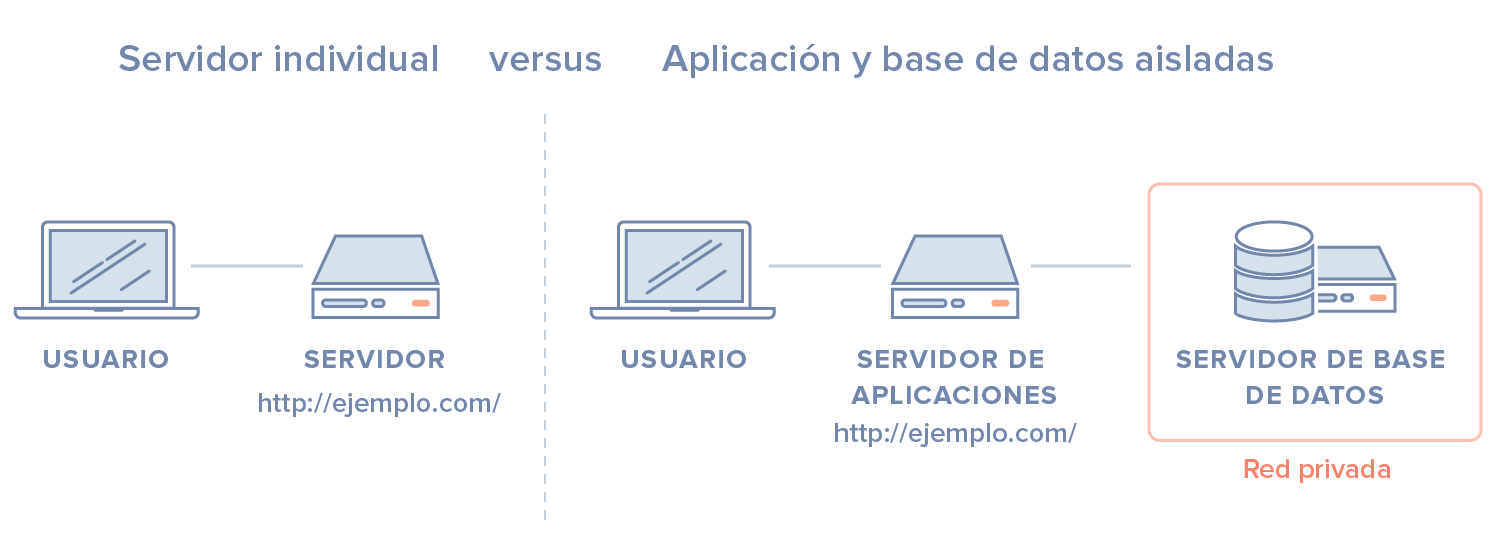 Servidor individual versus Aplicación y base de datos aisladas
USUARIO
SERVIDOR
http://ejemplo.com/
USUARIO
SERVIDOR DE
APLICACIONES
http://ejemplo.com/
SERVIDOR DE BASE
DE DATOS
Red privada